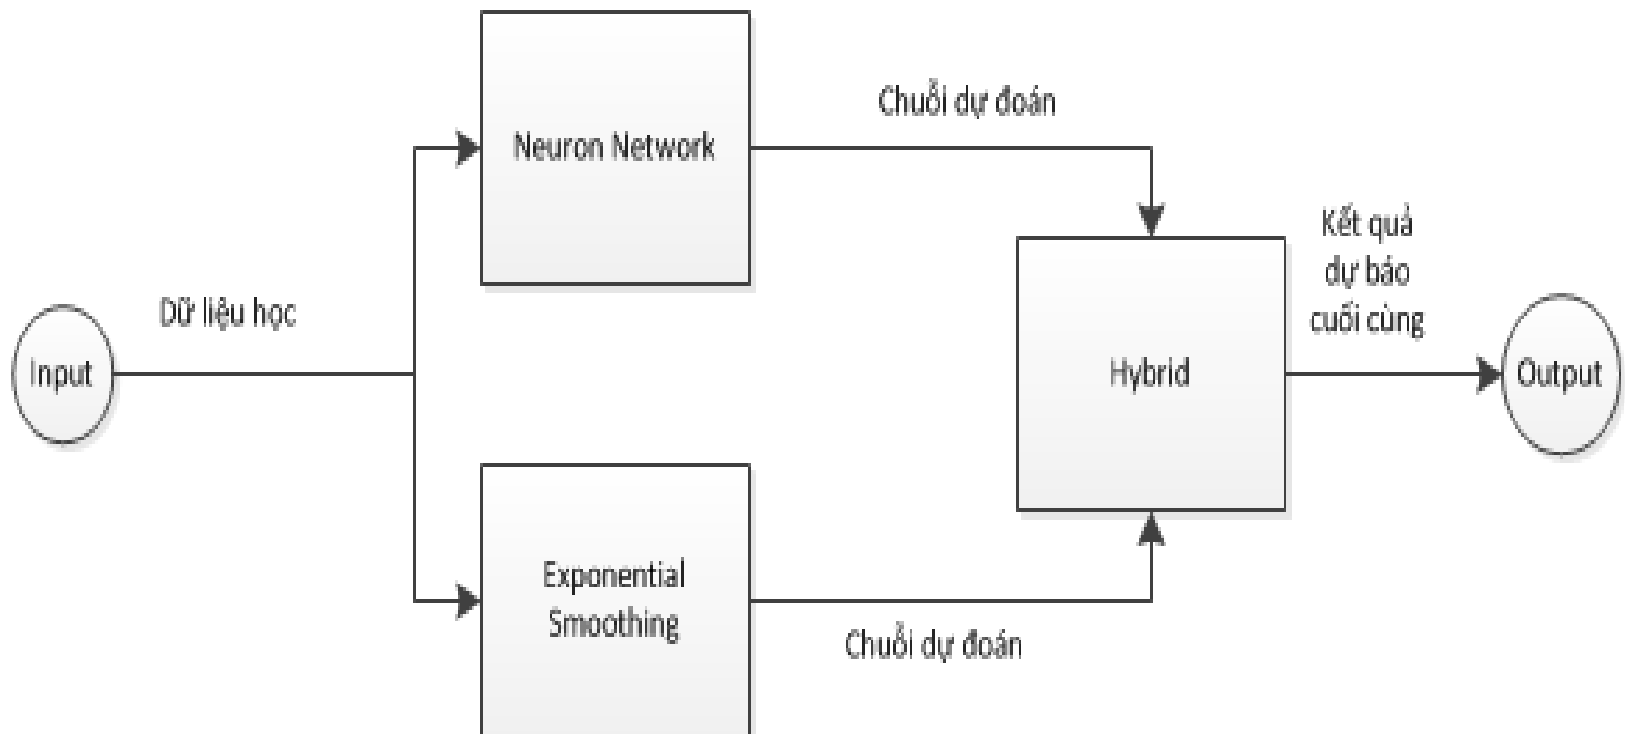 Input
Dữ liệu học
Neuron Network
Chuỗi dự đoán
Exponential
Smoothing
Chuỗi dự đoán
Hybrid
Kết quả
dự báo
cuối cùng
Output